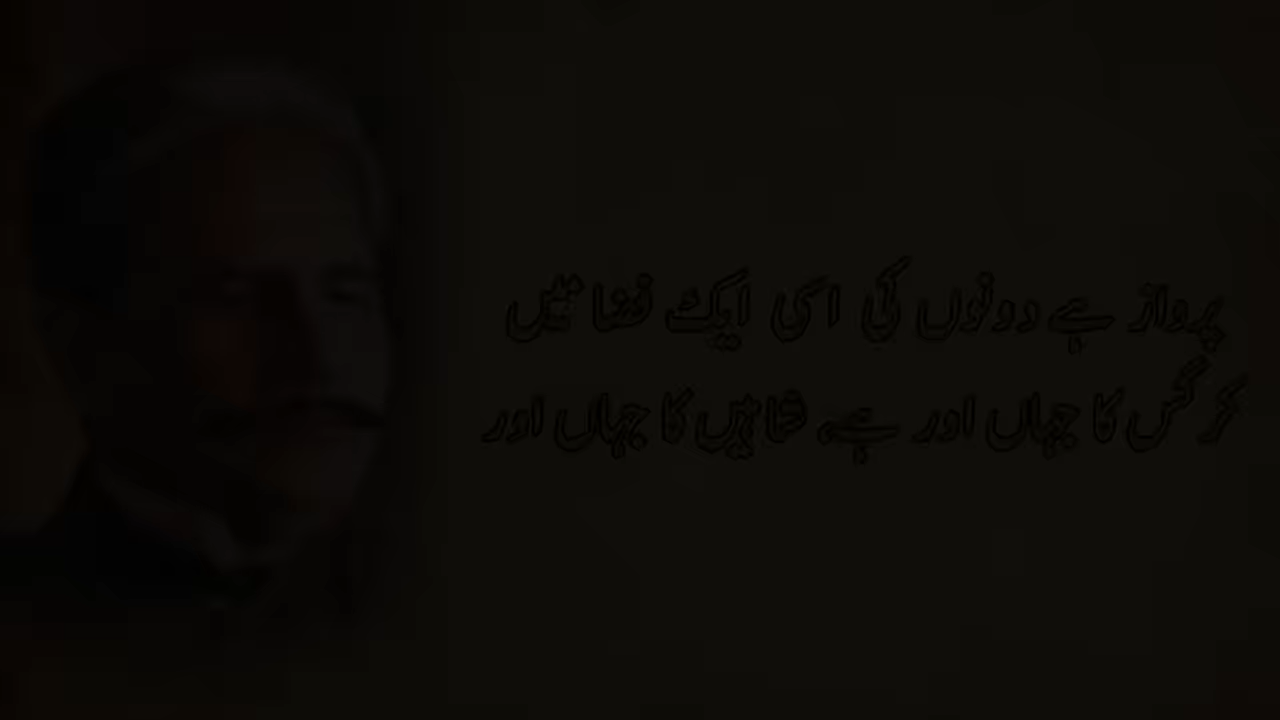 پرواز ہے دونوں کی اسی ایک فضا میں
کرگس کا جہاں اور ہے، شاہیں کا جہاں اور